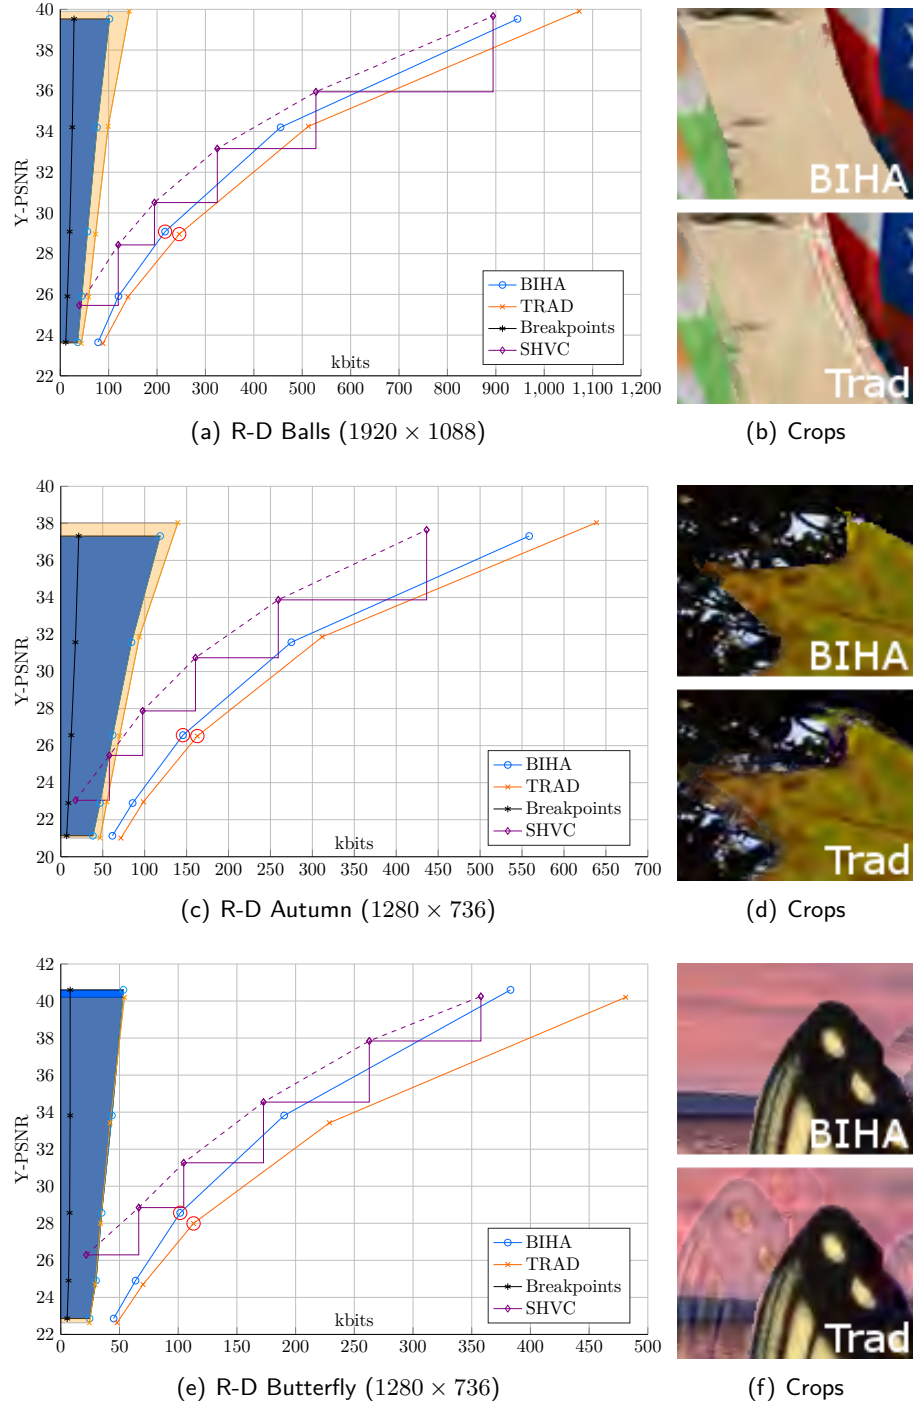 40
38
36
34
32
30
28
26
24
22
Y-PSNR
0 100 200 300 400 500 600 700 800 900 1,000 1,100 1,200
kbits
BIHA
TRAD
Breakpoints
SHVC
(a) R-D Balls (1920 × 1088)
BIHA
Trad
(b) Crops
40
38
36
34
32
30
28
26
24
22
20
Y-PSNR
0 50 100 150 200 250 300 350 400 450 500 550 600 650 700
kbits
BIHA
TRAD
Breakpoints
SHVC
(c) R-D Autumn (1280 × 736)
BIHA
Trad
(d) Crops
42
40
38
36
34
32
30
28
26
24
22
Y-PSNR
0 50 100 150 200 250 300 350 400 450 500
kbits
BIHA
TRAD
Breakpoints
SHVC
(e) R-D Butterfly (1280 × 736)
BIHA
Trad
(f) Crops